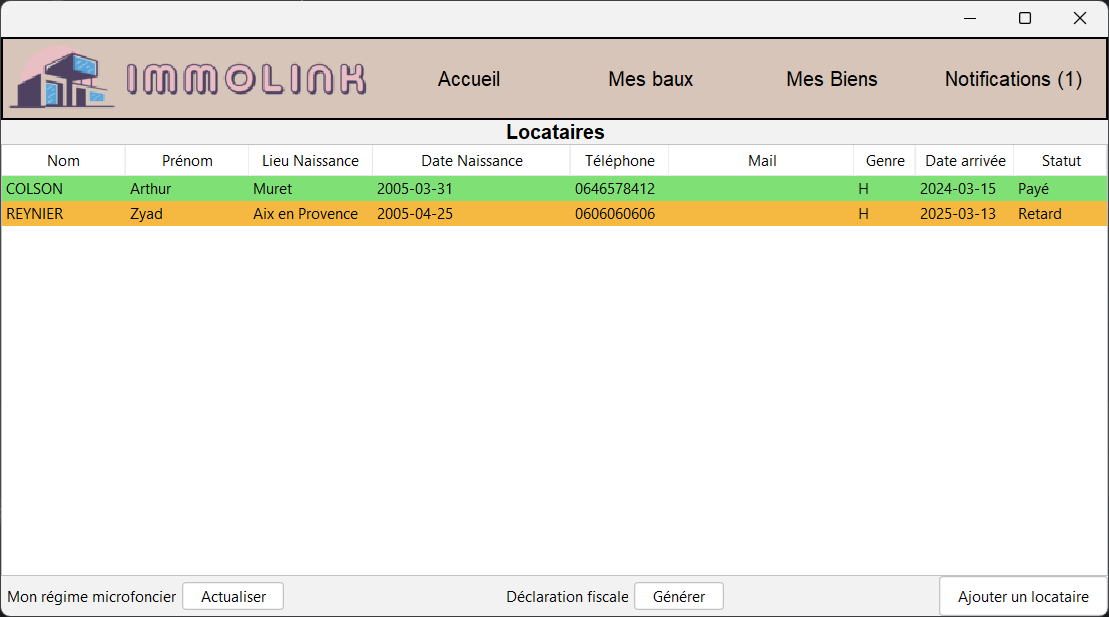 IMMOLINK Accueil Mes baux Mes Biens Notifications (1)
Locataires
Nom Prénom Lieu Naissance Date Naissance Téléphone Mail Genre Date arrivée Statut
COLSON Arthur Muret 2005-03-31 0646578412 H 2024-03-15 Payé
REYNIER Zyad Aix en Provence 2005-04-25 0606060606 H 2025-03-13 Retard
Mon régime microfoncier Actualiser Déclaration fiscale Générer Ajouter un locataire